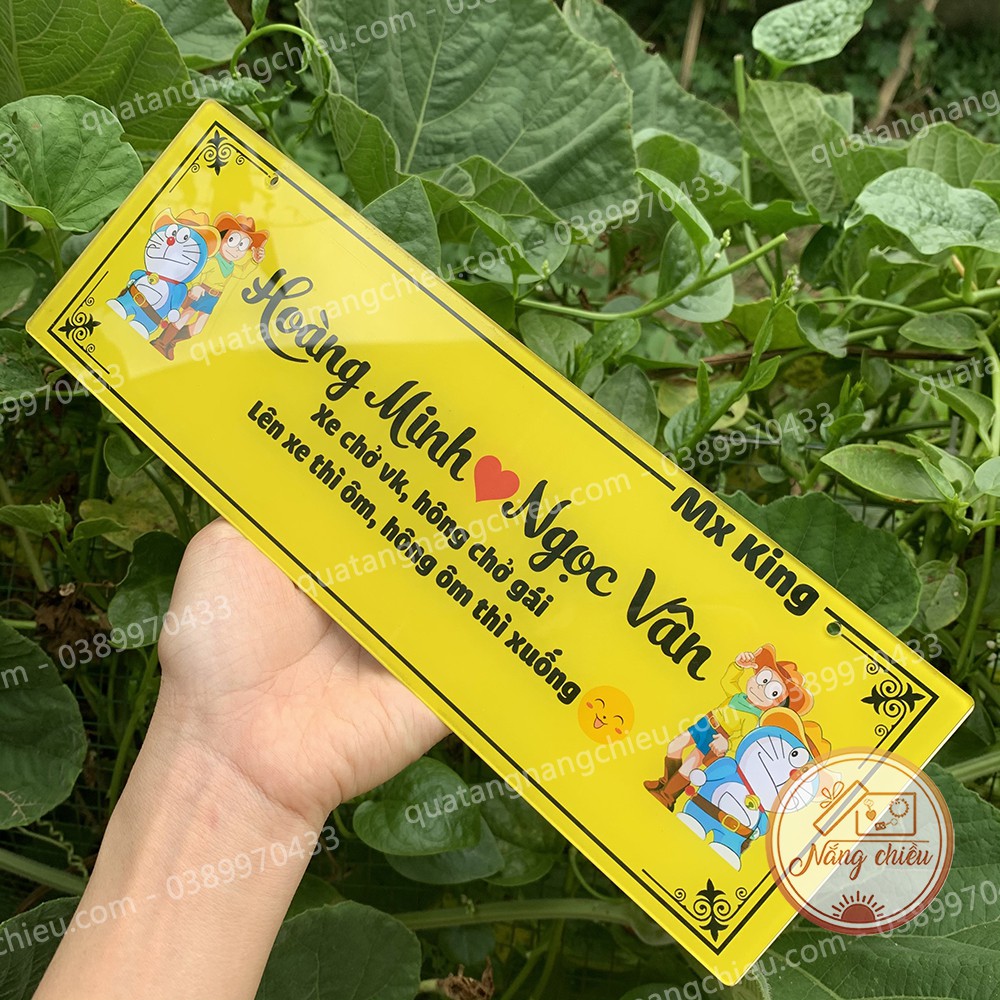 Mx King
Hoàng Minh ❤ Ngọc Vân
Xe chở vk, hông chở gái
Lên xe thì ôm, hông ôm thì xuống
Nắng chiều
quatangnangchieu.com - 0389970433